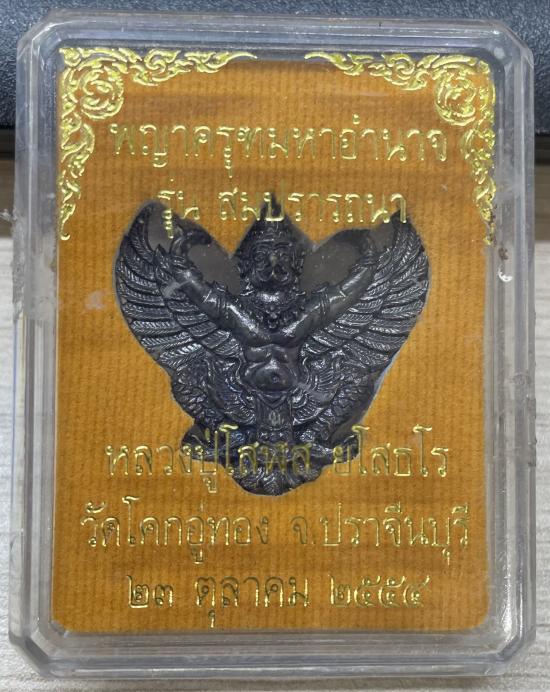 พญาครุฑมหาอำนาจ
รุ่น สมปรารถนา
หลวงปู่โสฬส ยโสธโร
วัดโคกอู่ทอง จ.ปราจีนบุรี
๒๓ ตุลาคม ๒๕๕๔